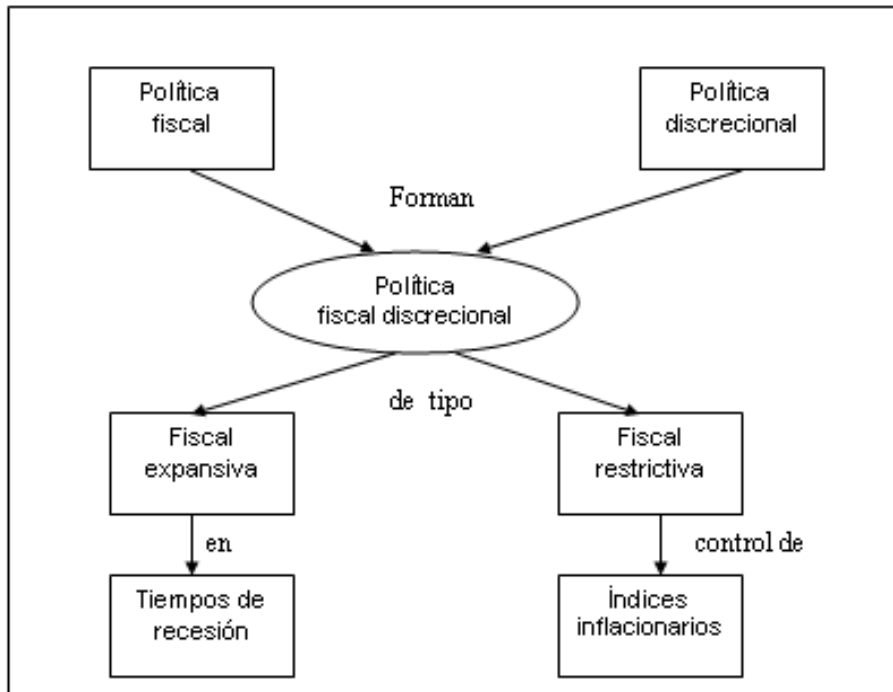 Política
fiscal
Política
discrecional
Forman
Política
fiscal discrecional
de tipo
Fiscal
expansiva
Fiscal
restrictiva
en
control de
Tiempos de
recesión
Índices
inflacionarios